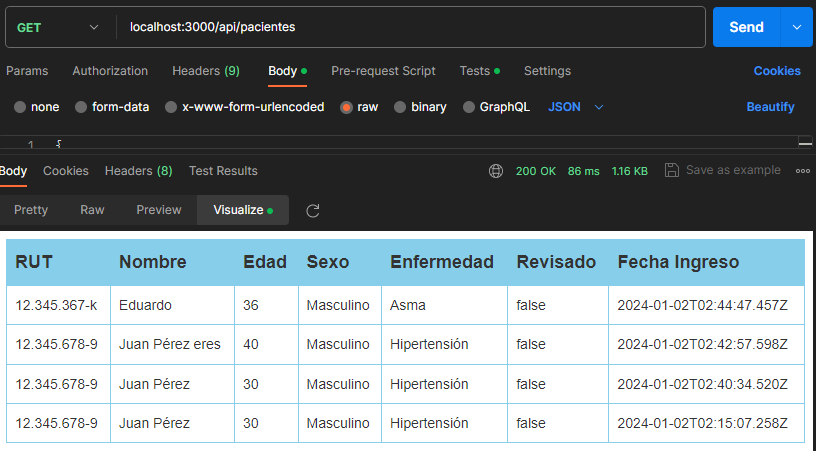 GET localhost:3000/api/pacientes Send
Params Authorization Headers (9) Body Pre-request Script Tests Settings Cookies
none form-data x-www-form-urlencoded raw binary GraphQL JSON Beautify
1 {
Body Cookies Headers (8) Test Results 200 OK 86 ms 1.16 KB Save as example
Pretty Raw Preview Visualize
RUT Nombre Edad Sexo Enfermedad Revisado Fecha Ingreso
12.345.367-k Eduardo 36 Masculino Asma false 2024-01-02T02:44:47.457Z
12.345.678-9 Juan Pérez eres 40 Masculino Hipertensión false 2024-01-02T02:42:57.598Z
12.345.678-9 Juan Pérez 30 Masculino Hipertensión false 2024-01-02T02:40:34.520Z
12.345.678-9 Juan Pérez 30 Masculino Hipertensión false 2024-01-02T02:15:07.258Z